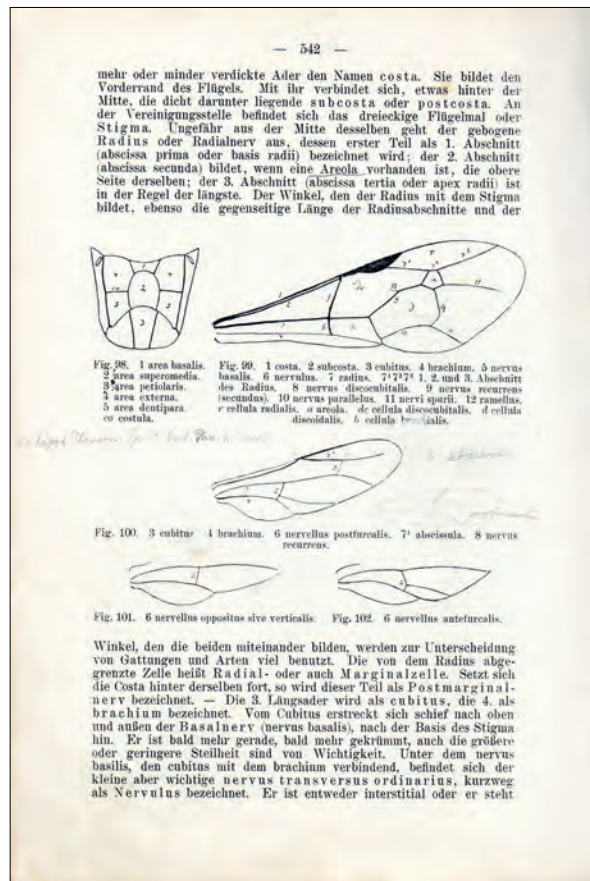 — 542 —
mehr oder minder verdickte Ader den Namen costa. Sie bildet den
Vorderrand des Flügels. Mit ihr verbindet sich, etwas hinter der
Mitte, die dicht darunter liegende subcosta oder postcosta. An
der Vereinigungsstelle befindet sich das dreieckige Flügelmal oder
Stigma. Ungefähr aus der Mitte desselben geht der gebogene
Radius oder Radialnerv aus, dessen erster Teil als 1. Abschnitt
(abscissa prima oder basis radii) bezeichnet wird; der 2. Abschnitt
(abscissa secunda) bildet, wenn eine Areola vorhanden ist, die obere
Seite derselben; der 3. Abschnitt (abscissa tertia oder apex radii) ist
in der Regel der längste. Der Winkel, den der Radius mit dem Stigma
bildet, ebenso die gegenseitige Länge der Radiusabschnitte und der
Fig. 98. 1 area basalis.
2 area superomedia.
3 area petiolaris.
4 area externa.
5 area dentipara.
co costula.
Fig. 99. 1 costa. 2 subcosta. 3 cubitus. 4 brachium. 5 nervus
basalis. 6 nervulus. 7 radius. 7¹ 7² 7³ 1. 2. und 3. Abschnitt
des Radius. 8 nervus discocubitalis. 9 nervus recurrens
(secundus). 10 nervus parallelus. 11 nervi spurii. 12 ramellus.
r cellula radialis. a areola. dc cellula discocubitalis. d cellula
discoidalis. b cellula brachialis.
Fig. 100. 3 cubitus 4 brachium. 6 nervellus postfurcalis. 7¹ abscissula. 8 nervus
recurrens.
Fig. 101. 6 nervellus oppositus sive verticalis. Fig. 102. 6 nervellus antefurcalis.
Winkel, den die beiden miteinander bilden, werden zur Unterscheidung
von Gattungen und Arten viel benutzt. Die von dem Radius abge-
grenzte Zelle heißt Radial- oder auch Marginalzelle. Setzt sich
die Costa hinter derselben fort, so wird dieser Teil als Postmarginal-
nerv bezeichnet. — Die 3. Längsader wird als cubitus, die 4. als
brachium bezeichnet. Vom Cubitus erstreckt sich schief nach oben
und außen der Basalnerv (nervus basalis), nach der Basis des Stigma
hin. Er ist bald mehr gerade, bald mehr gekrümmt, auch die größere
oder geringere Steilheit sind von Wichtigkeit. Unter dem nervus
basilis, den cubitus mit dem brachium verbindend, befindet sich der
kleine aber wichtige nervus transversus ordinarius, kurzweg
als Nervulus bezeichnet. Er ist entweder interstitial oder er steht